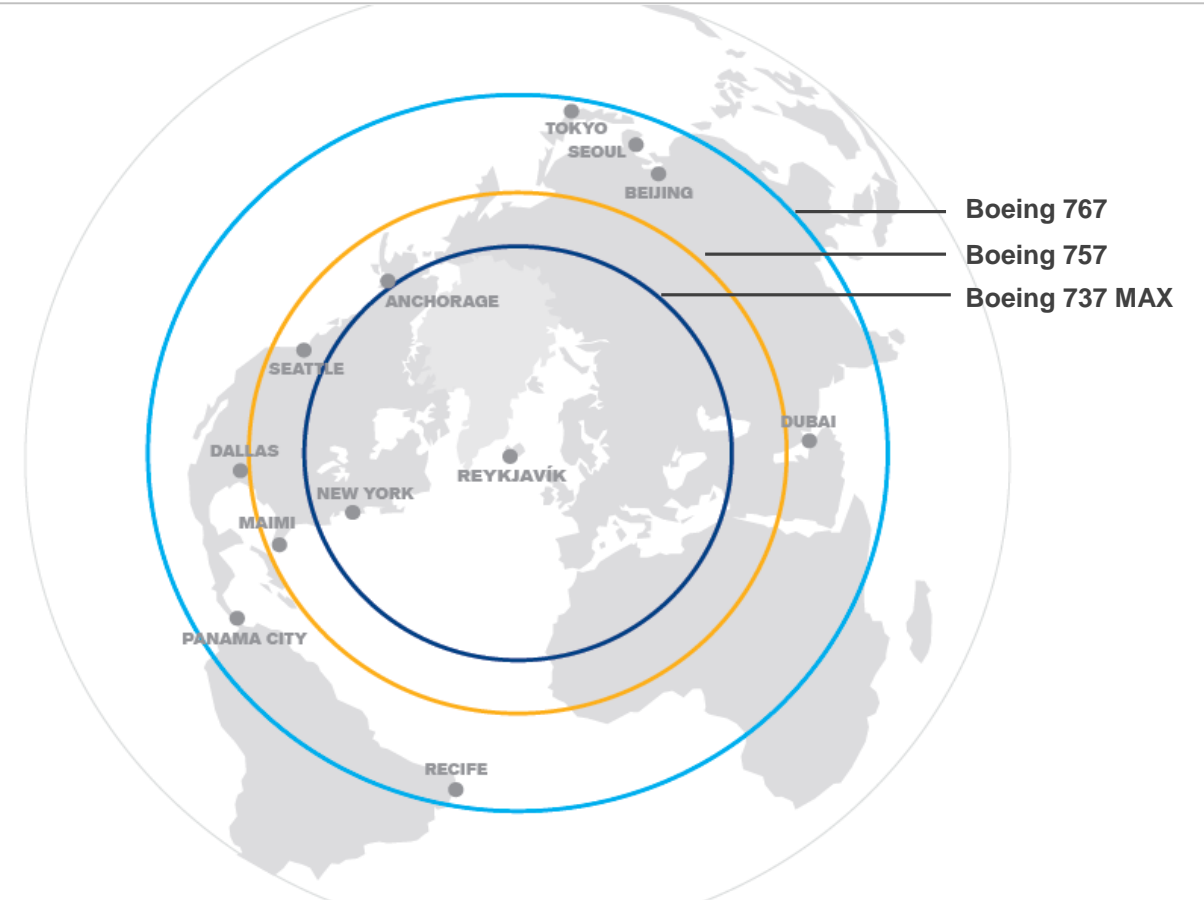 TOKYO
SEOUL
BEIJING
Boeing 767
Boeing 757
Boeing 737 MAX
ANCHORAGE
SEATTLE
DUBAI
DALLAS
REYKJAVÍK
NEW YORK
MAIMI
PANAMA CITY
RECIFE